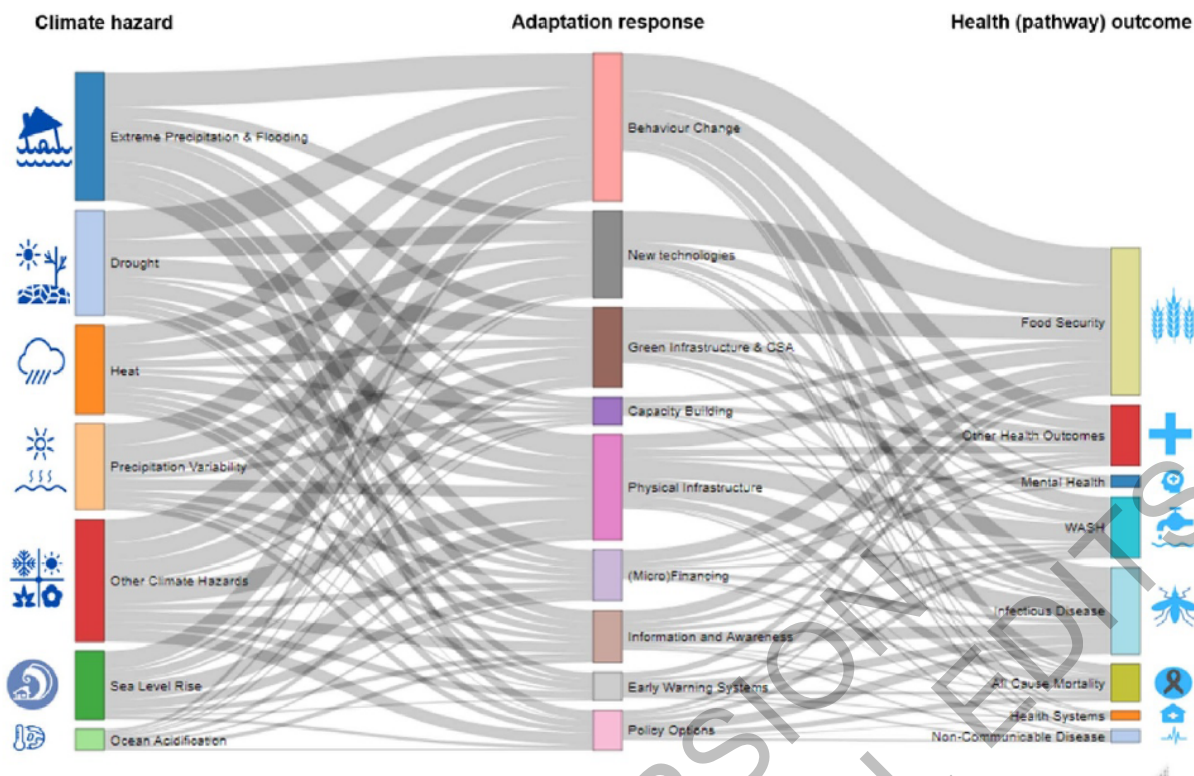 Climate hazard
Adaptation response
Health (pathway) outcome
Extreme Precipitation & Flooding
Drought
Heat
Precipitation Variability
Other Climate Hazards
Sea Level Rise
Ocean Acidification
Behaviour Change
New technologies
Green Infrastructure & CSA
Capacity Building
Physical Infrastructure
(Micro)Financing
Information and Awareness
Early Warning Systems
Policy Options
Food Security
Other Health Outcomes
Mental Health
WASH
Infectious Disease
All Cause Mortality
Health Systems
Non-Communicable Disease
EDITS